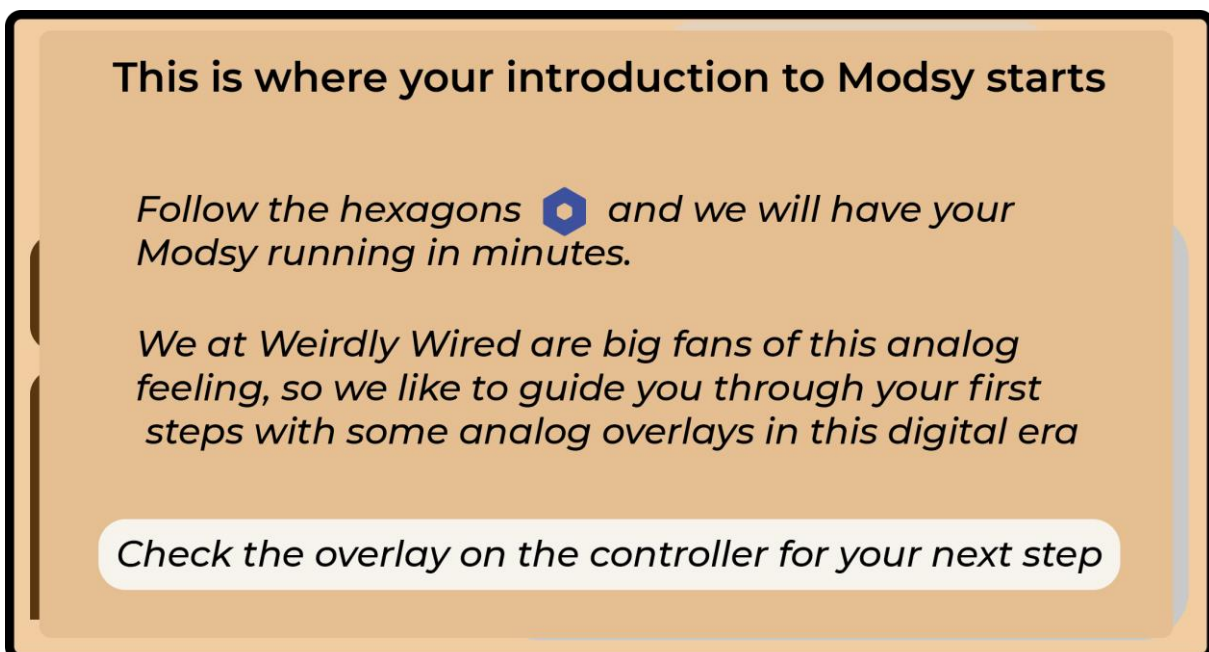 This is where your introduction to Modsy starts
Follow the hexagons and we will have your
Modsy running in minutes.
We at Weirdly Wired are big fans of this analog
feeling, so we like to guide you through your first
steps with some analog overlays in this digital era
Check the overlay on the controller for your next step